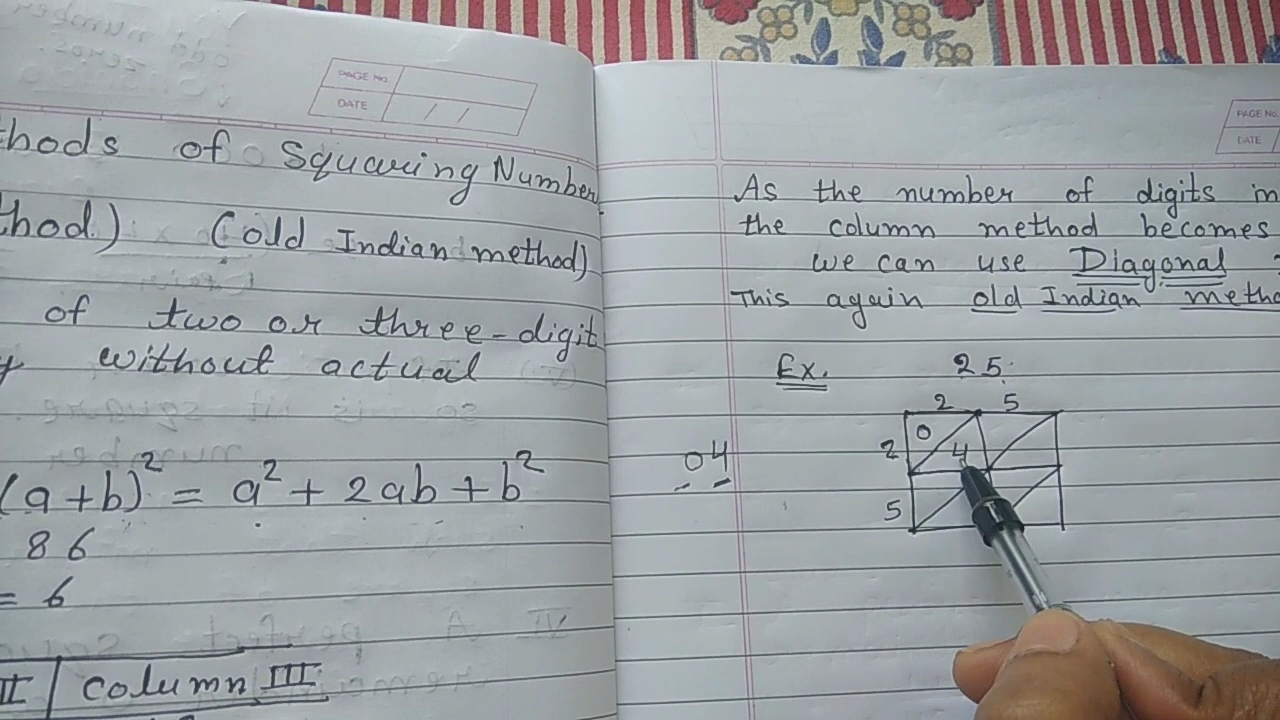 PAGE No.
DATE / /
thods of Squaring Number
thod) (old Indian method)
of two or three-digit
y without actual
(a+b)² = a² + 2ab + b²
86
= 6
II | Column III
PAGE No.
DATE
As the number of digits in
the column method becomes
we can use Diagonal
This again old Indian metho
Ex. 25
2 5
2 0 4
5
04